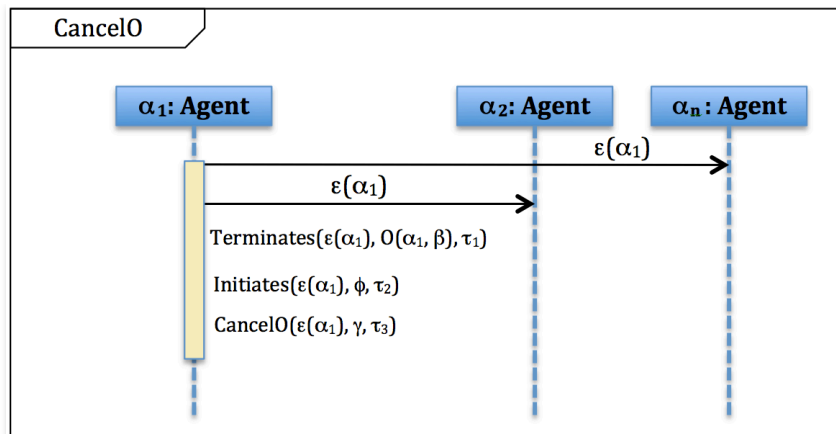 CancelO
α₁: Agent
α₂: Agent
αₙ : Agent
ε(α₁)
ε(α₁)
Terminates(ε(α₁), O(α₁, β), τ₁)
Initiates(ε(α₁), ϕ, τ₂)
CancelO(ε(α₁), γ, τ₃)